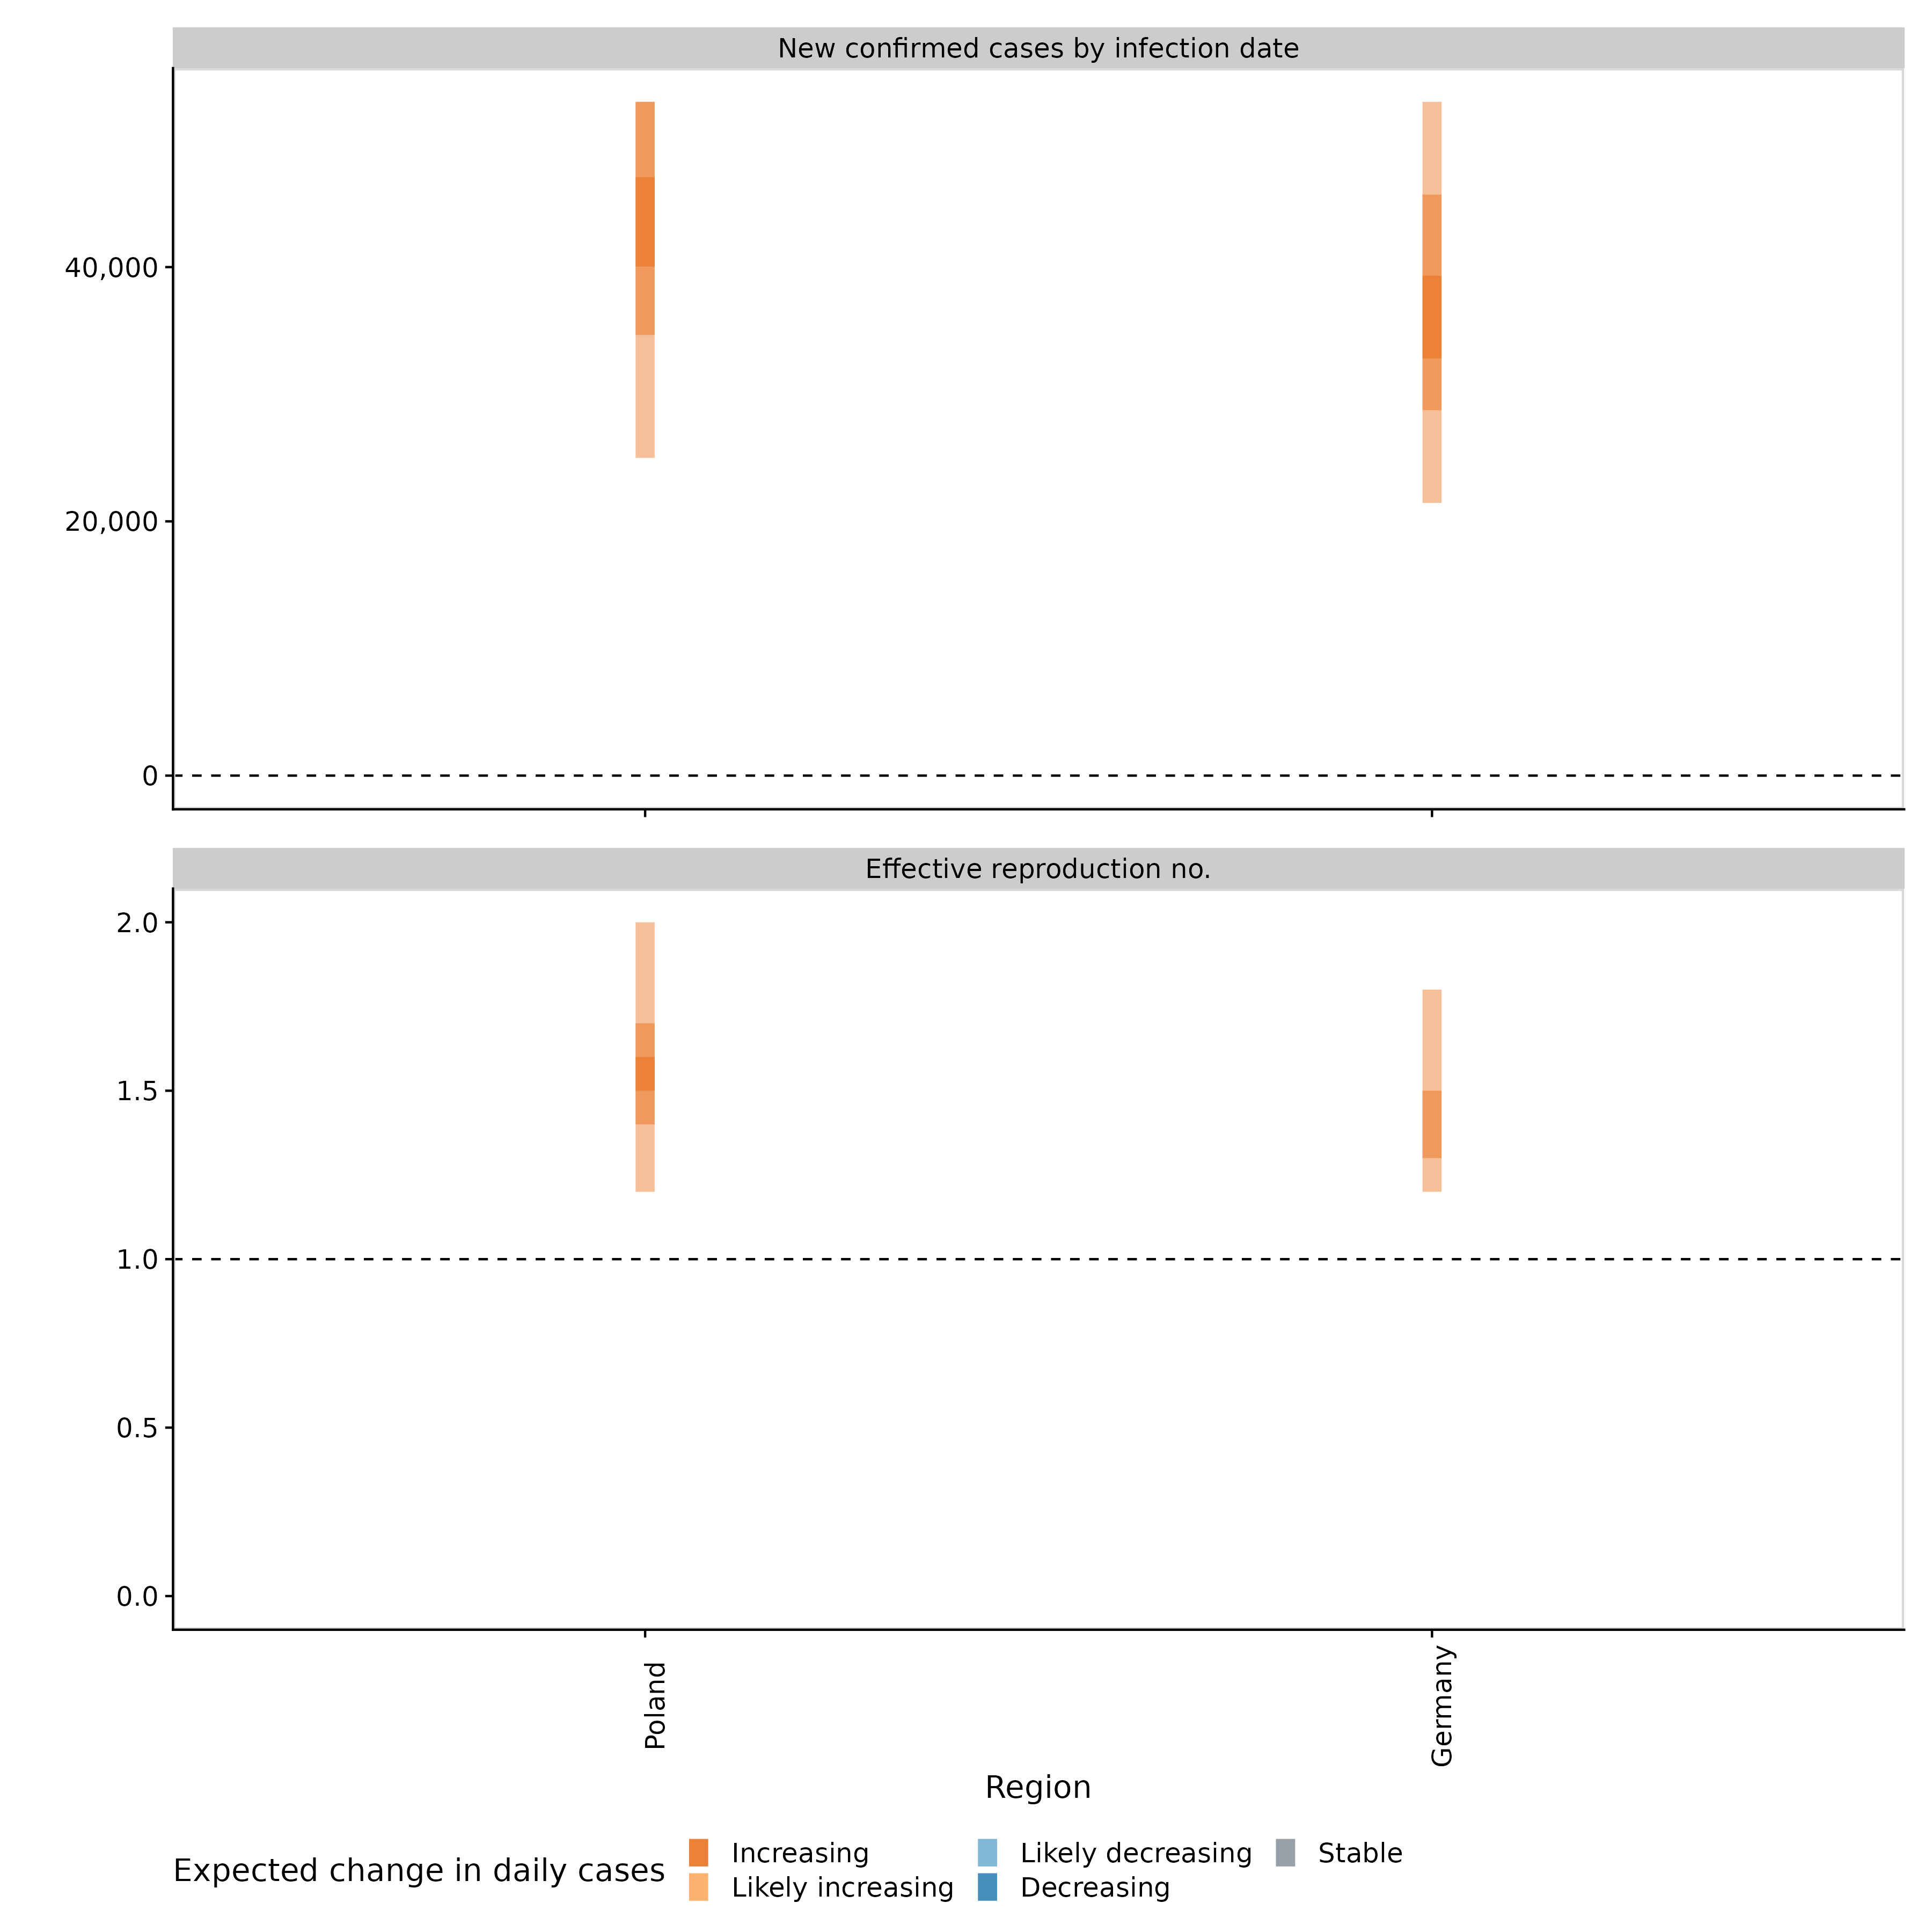 New confirmed cases by infection date
40,000
20,000
0
Effective reproduction no.
2.0
1.5
1.0
0.5
0.0
Poland
Germany
Region
Expected change in daily cases
Increasing
Likely increasing
Likely decreasing
Decreasing
Stable